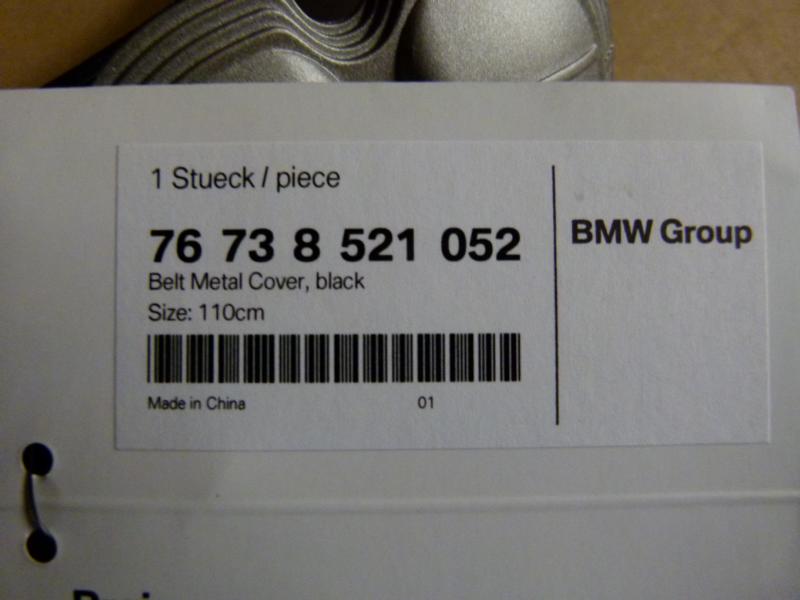 1 Stueck / piece
76 73 8 521 052
BMW Group
Belt Metal Cover, black
Size: 110cm
Made in China 01